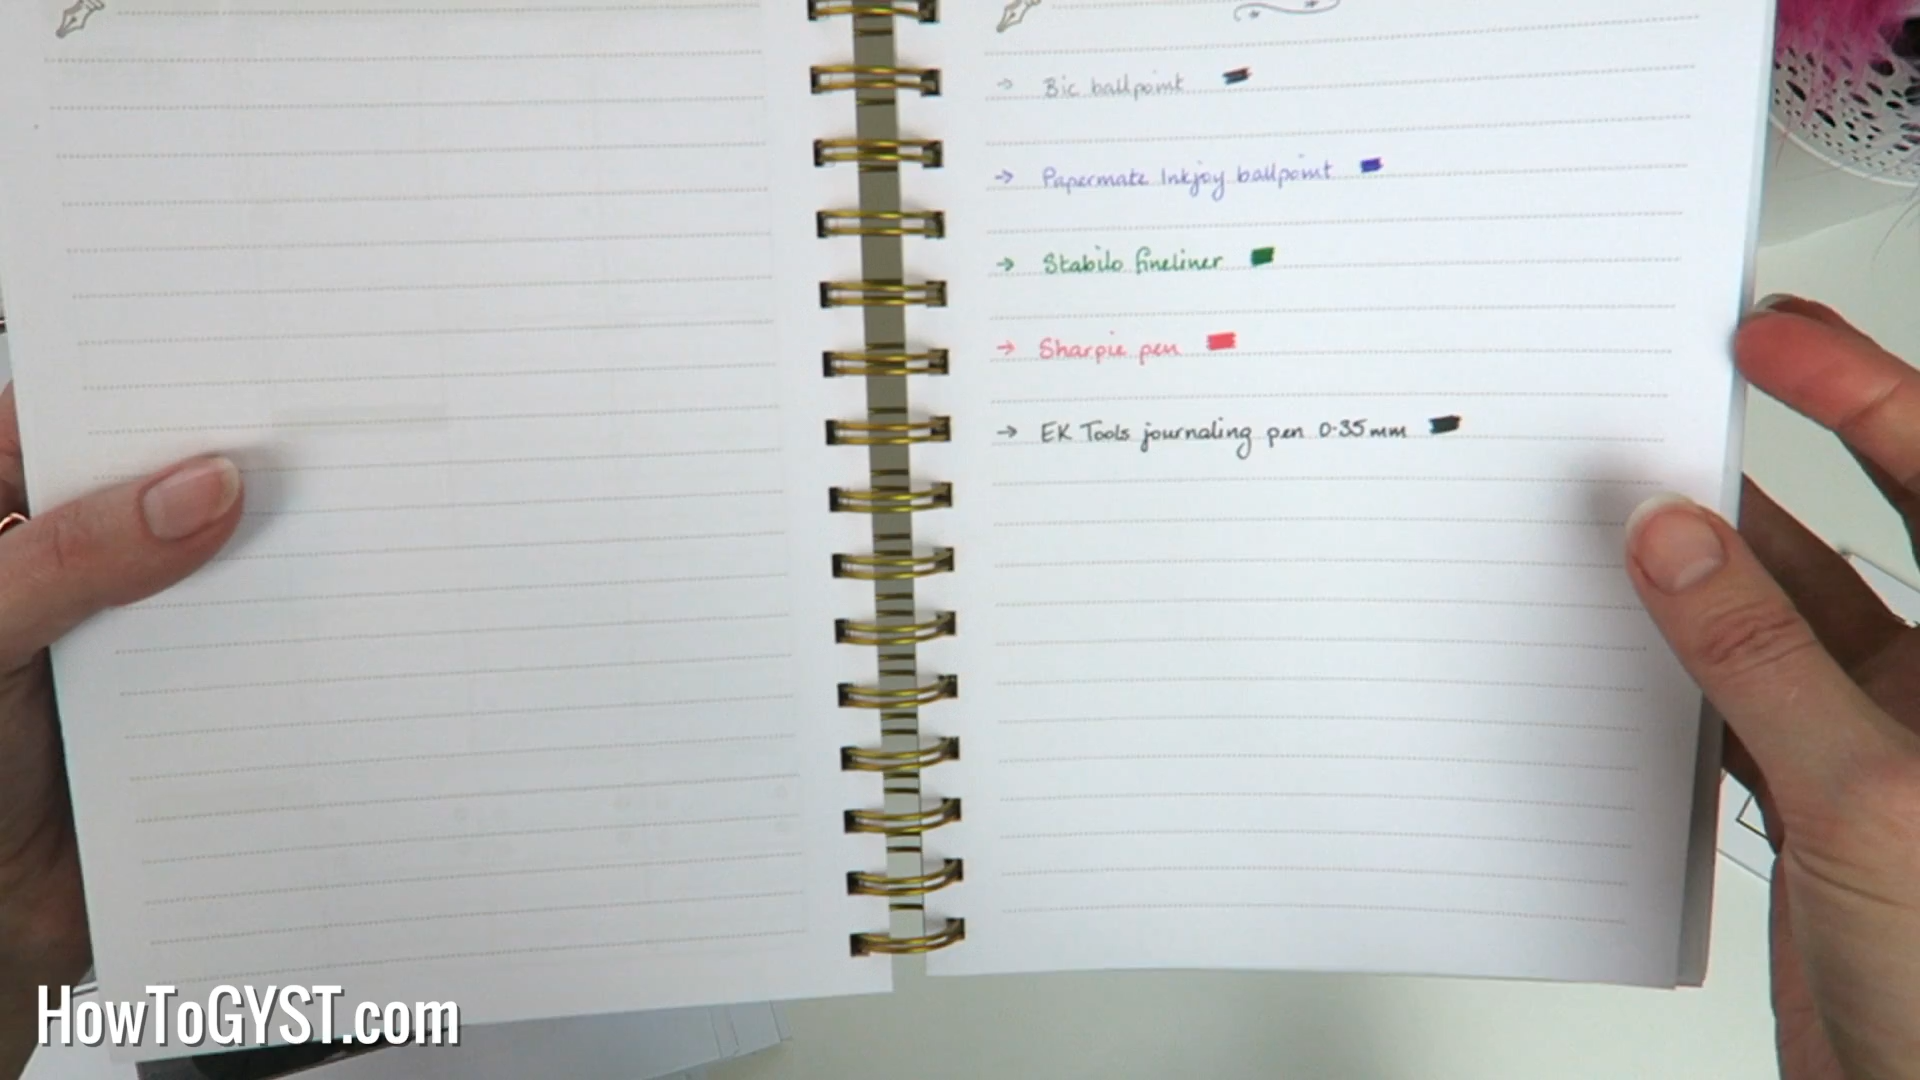 → Bic ballpoint
→ Papermate Inkjoy ballpoint
→ Stabilo fineliner
→ Sharpie pen
→ EK Tools journaling pen 0.35mm
HowToGYST.com